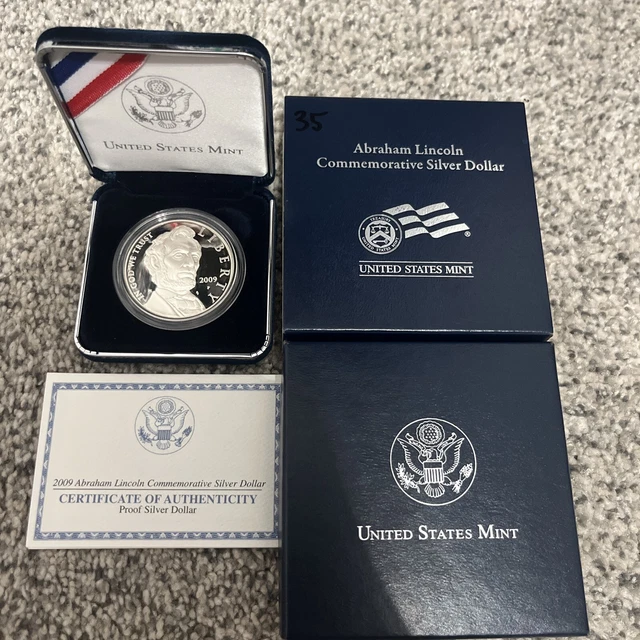 UNITED STATES MINT
IN GOD WE TRUST
LIBERTY
2009
P
35
Abraham Lincoln
Commemorative Silver Dollar
UNITED STATES MINT
2009 Abraham Lincoln Commemorative Silver Dollar
CERTIFICATE OF AUTHENTICITY
Proof Silver Dollar
UNITED STATES MINT